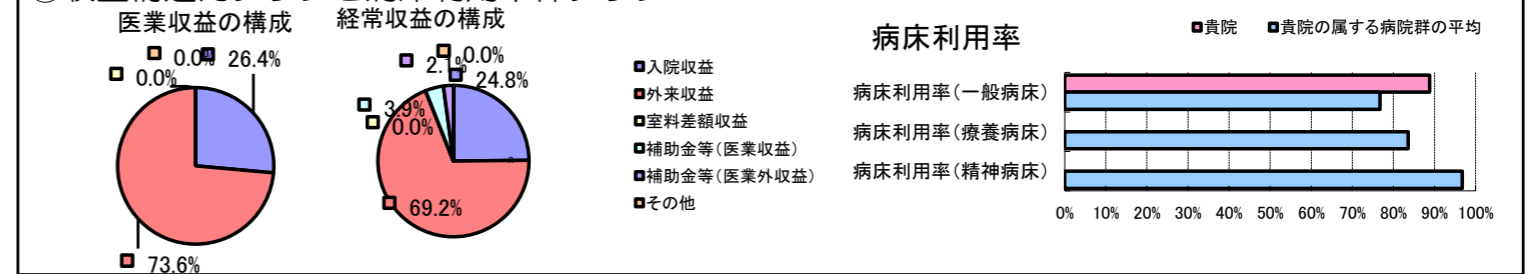 医業収益の構成
0.0%
26.4%
0.0%
73.6%
経常収益の構成
0.0%
24.8%
3.9%
0.0%
69.2%
入院収益
外来収益
室料差額収益
補助金等(医業収益)
補助金等(医業外収益)
その他
病床利用率
貴院
貴院の属する病院群の平均
病床利用率(一般病床)
病床利用率(療養病床)
病床利用率(精神病床)
0% 10% 20% 30% 40% 50% 60% 70% 80% 90% 100%